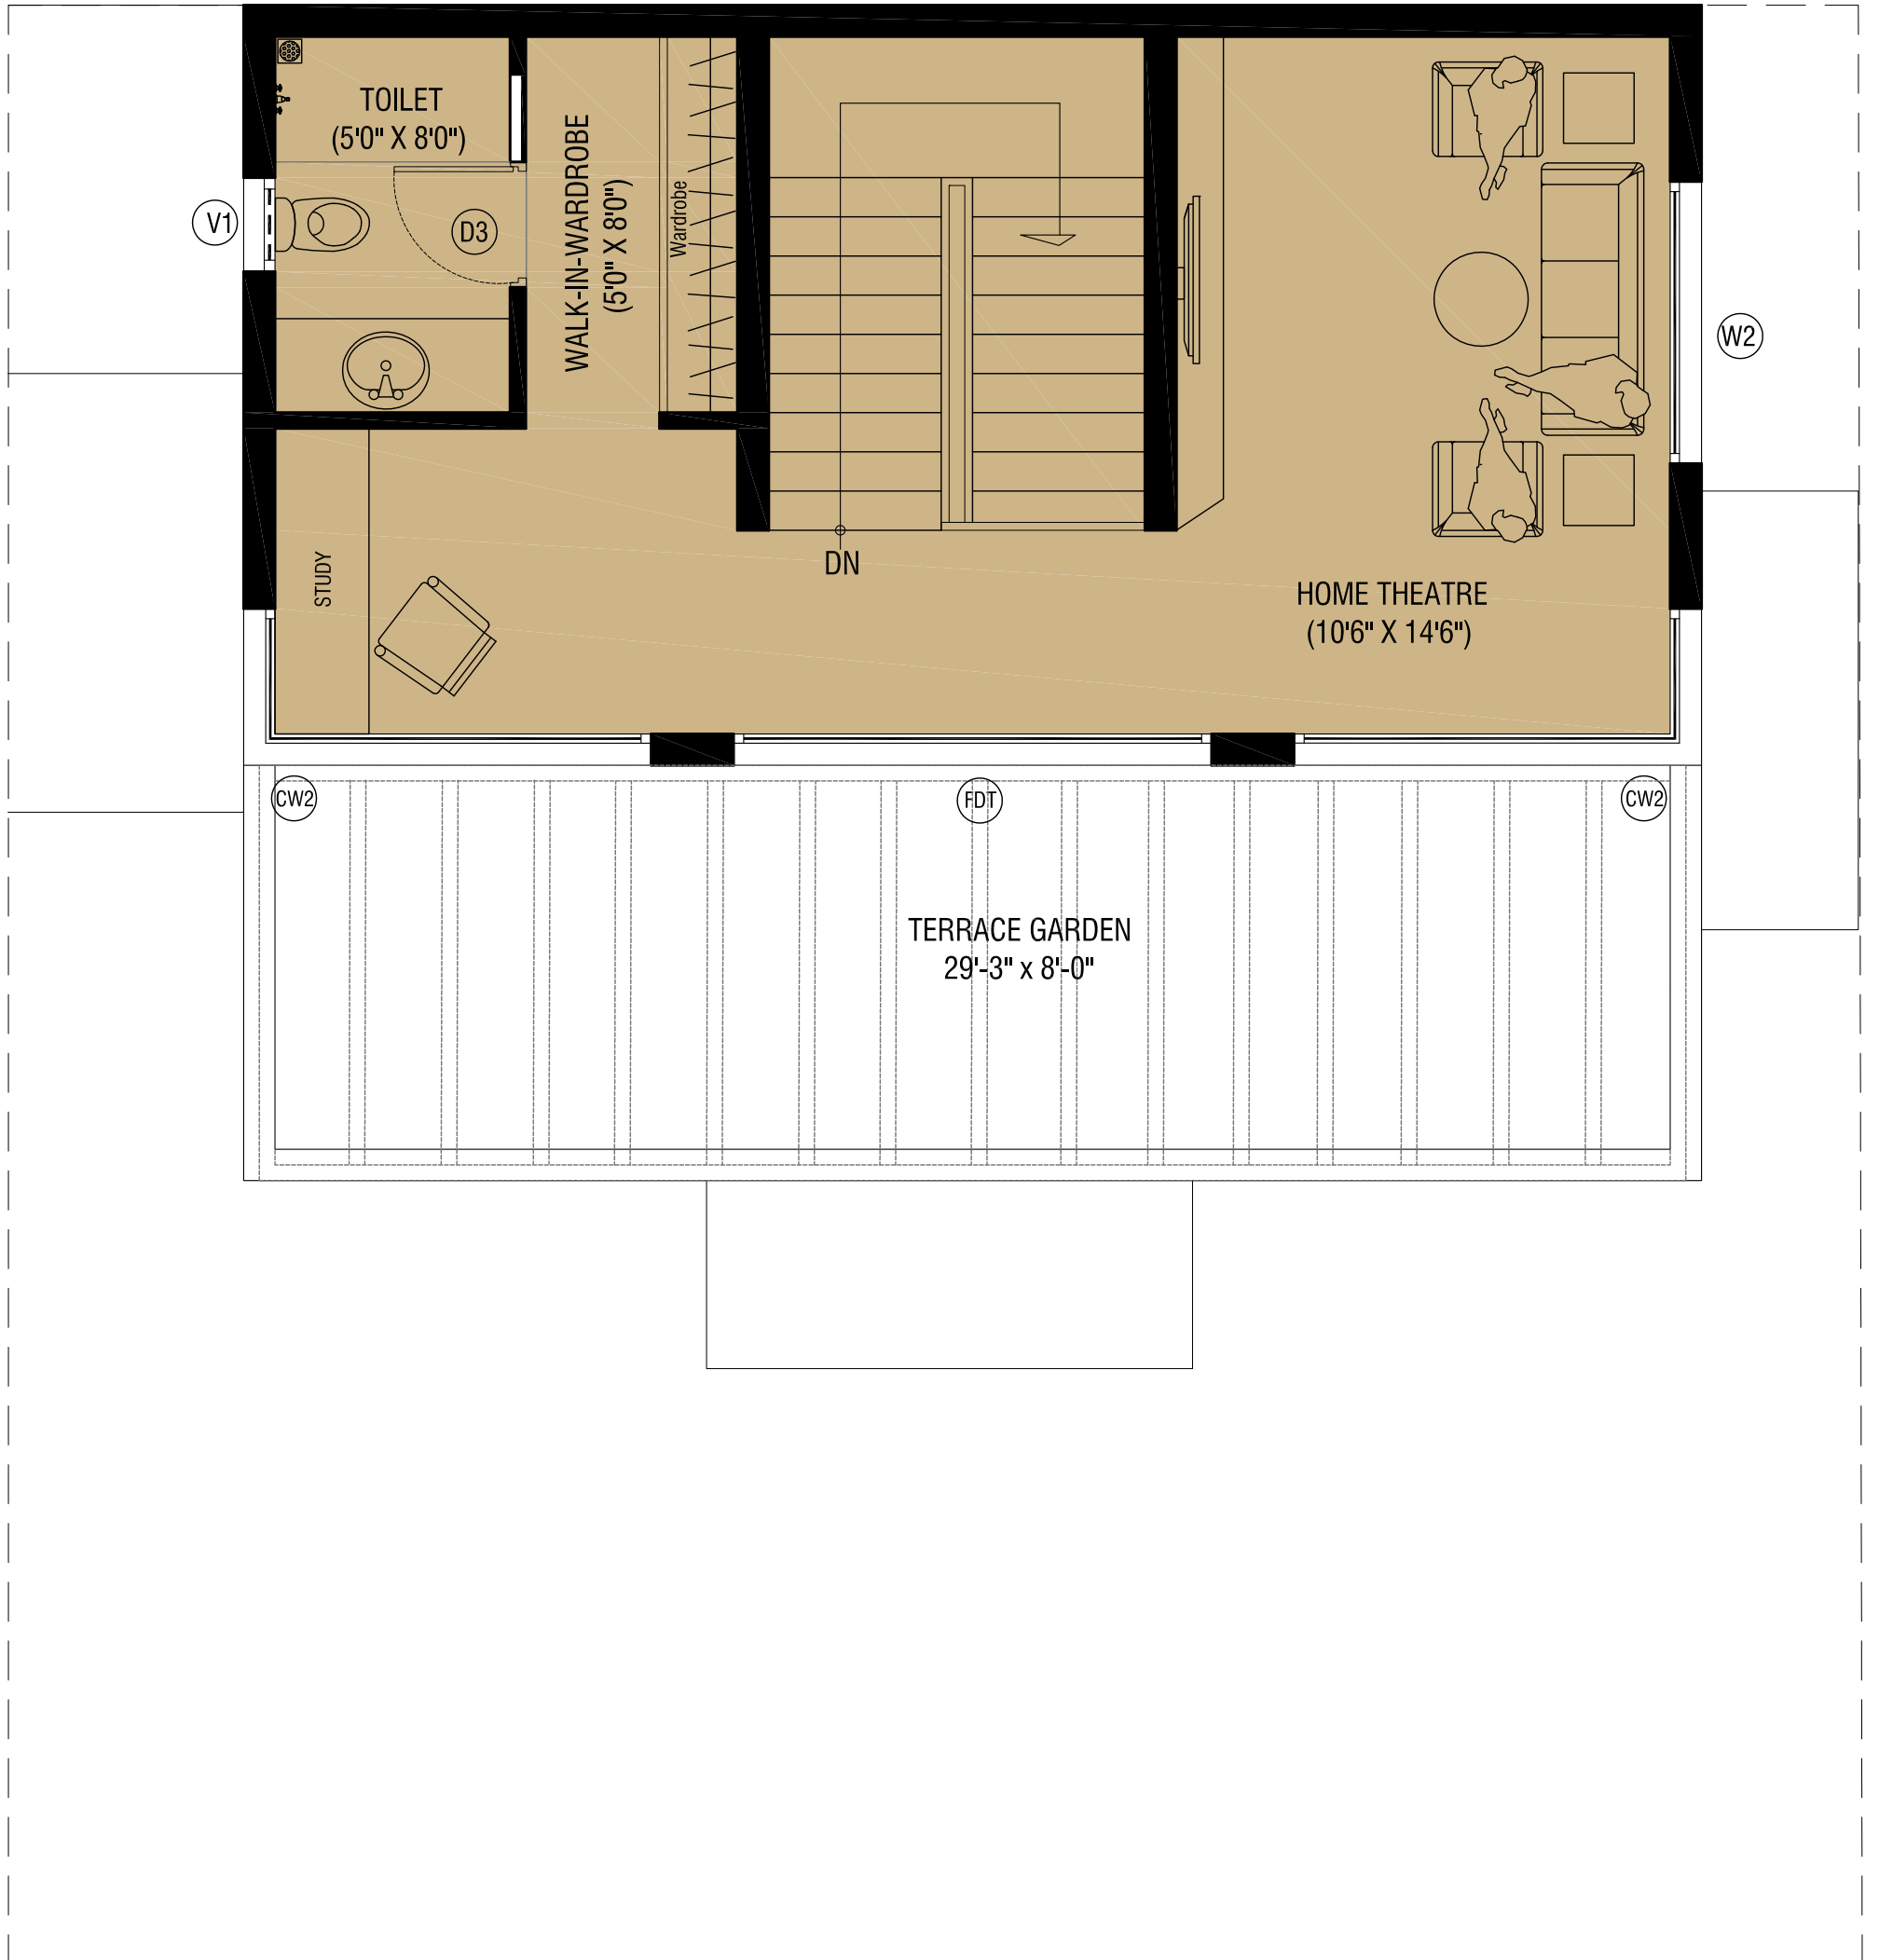 TOILET
(5'0" X 8'0")
V1
D3
WALK-IN-WARDROBE
(5'0" X 8'0")
Wardrobe
W2
STUDY
DN
HOME THEATRE
(10'6" X 14'6")
CW2
FDT
CW2
TERRACE GARDEN
29'-3" x 8'-0"